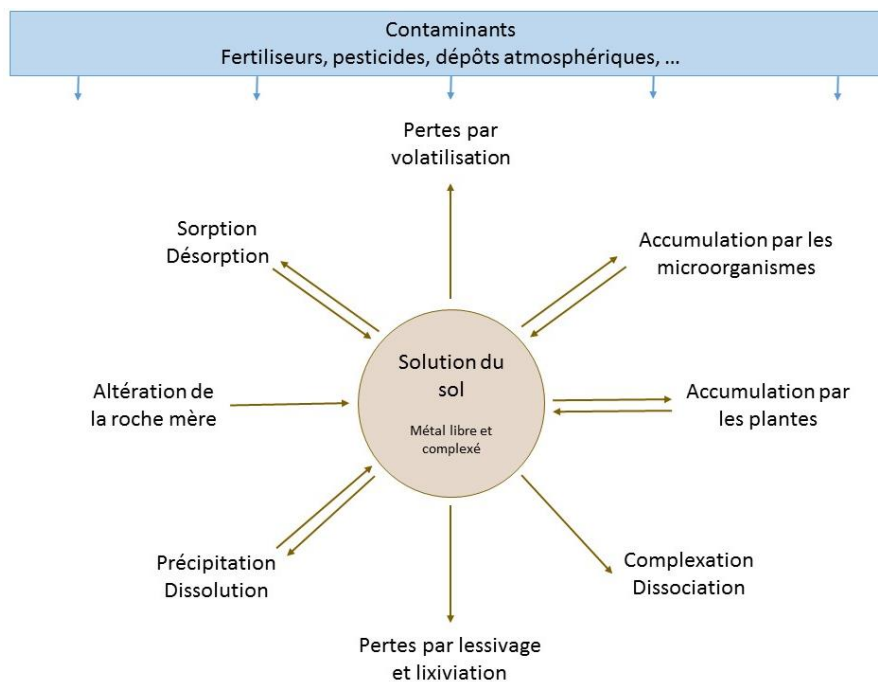 Contaminants
Fertiliseurs, pesticides, dépôts atmosphériques, ...
Pertes par
volatilisation
Sorption
Désorption
Accumulation par les
microorganismes
Solution du
sol
Métal libre et
complexé
Altération de
la roche mère
Accumulation par
les plantes
Précipitation
Dissolution
Complexation
Dissociation
Pertes par lessivage
et lixiviation